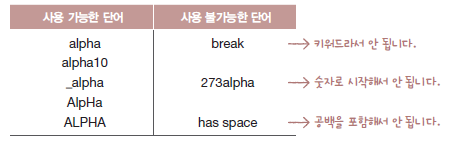 사용 가능한 단어 사용 불가능한 단어
alpha break → 키워드라서 안 됩니다.
alpha10
_alpha 273alpha → 숫자로 시작해서 안 됩니다.
AlpHa
ALPHA has space → 공백을 포함해서 안 됩니다.